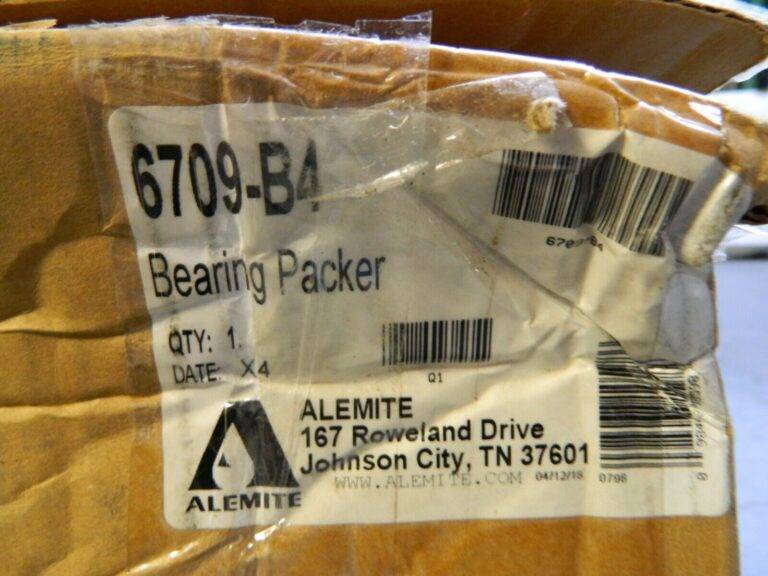 6709-B4
Bearing Packer
QTY: 1
DATE: X4
Q1
ALEMITE
167 Roweland Drive
Johnson City, TN 37601
WWW.ALEMITE.COM 04/12/18 0798
ALEMITE